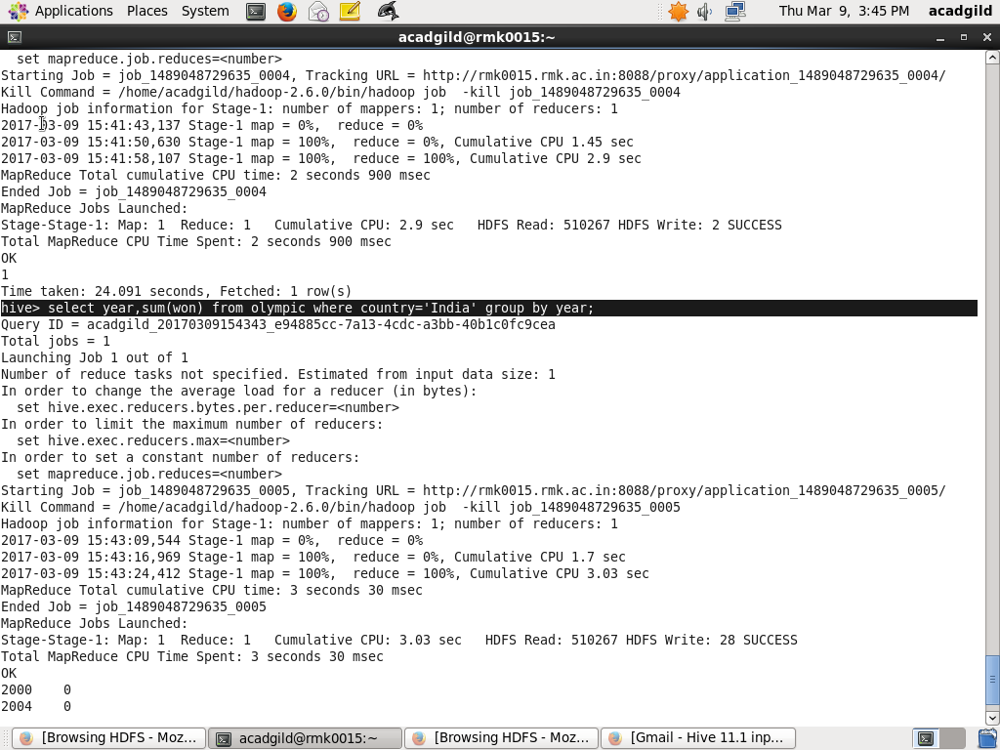 Applications Places System Thu Mar 9, 3:45 PM acadgild
acadgild@rmk0015:~
set mapreduce.job.reduces=<number>
Starting Job = job_1489048729635_0004, Tracking URL = http://rmk0015.rmk.ac.in:8088/proxy/application_1489048729635_0004/
Kill Command = /home/acadgild/hadoop-2.6.0/bin/hadoop job  -kill job_1489048729635_0004
Hadoop job information for Stage-1: number of mappers: 1; number of reducers: 1
2017-03-09 15:41:43,137 Stage-1 map = 0%,  reduce = 0%
2017-03-09 15:41:50,630 Stage-1 map = 100%,  reduce = 0%, Cumulative CPU 1.45 sec
2017-03-09 15:41:58,107 Stage-1 map = 100%,  reduce = 100%, Cumulative CPU 2.9 sec
MapReduce Total cumulative CPU time: 2 seconds 900 msec
Ended Job = job_1489048729635_0004
MapReduce Jobs Launched:
Stage-Stage-1: Map: 1  Reduce: 1   Cumulative CPU: 2.9 sec   HDFS Read: 510267 HDFS Write: 2 SUCCESS
Total MapReduce CPU Time Spent: 2 seconds 900 msec
OK
1
Time taken: 24.091 seconds, Fetched: 1 row(s)
hive> select year,sum(won) from olympic where country='India' group by year;
Query ID = acadgild_20170309154343_e94885cc-7a13-4cdc-a3bb-40b1c0fc9cea
Total jobs = 1
Launching Job 1 out of 1
Number of reduce tasks not specified. Estimated from input data size: 1
In order to change the average load for a reducer (in bytes):
  set hive.exec.reducers.bytes.per.reducer=<number>
In order to limit the maximum number of reducers:
  set hive.exec.reducers.max=<number>
In order to set a constant number of reducers:
  set mapreduce.job.reduces=<number>
Starting Job = job_1489048729635_0005, Tracking URL = http://rmk0015.rmk.ac.in:8088/proxy/application_1489048729635_0005/
Kill Command = /home/acadgild/hadoop-2.6.0/bin/hadoop job  -kill job_1489048729635_0005
Hadoop job information for Stage-1: number of mappers: 1; number of reducers: 1
2017-03-09 15:43:09,544 Stage-1 map = 0%,  reduce = 0%
2017-03-09 15:43:16,969 Stage-1 map = 100%,  reduce = 0%, Cumulative CPU 1.7 sec
2017-03-09 15:43:24,412 Stage-1 map = 100%,  reduce = 100%, Cumulative CPU 3.03 sec
MapReduce Total cumulative CPU time: 3 seconds 30 msec
Ended Job = job_1489048729635_0005
MapReduce Jobs Launched:
Stage-Stage-1: Map: 1  Reduce: 1   Cumulative CPU: 3.03 sec   HDFS Read: 510267 HDFS Write: 28 SUCCESS
Total MapReduce CPU Time Spent: 3 seconds 30 msec
OK
2000    0
2004    0
[Browsing HDFS - Moz... acadgild@rmk0015:~ [Browsing HDFS - Moz... [Gmail - Hive 11.1 inp...